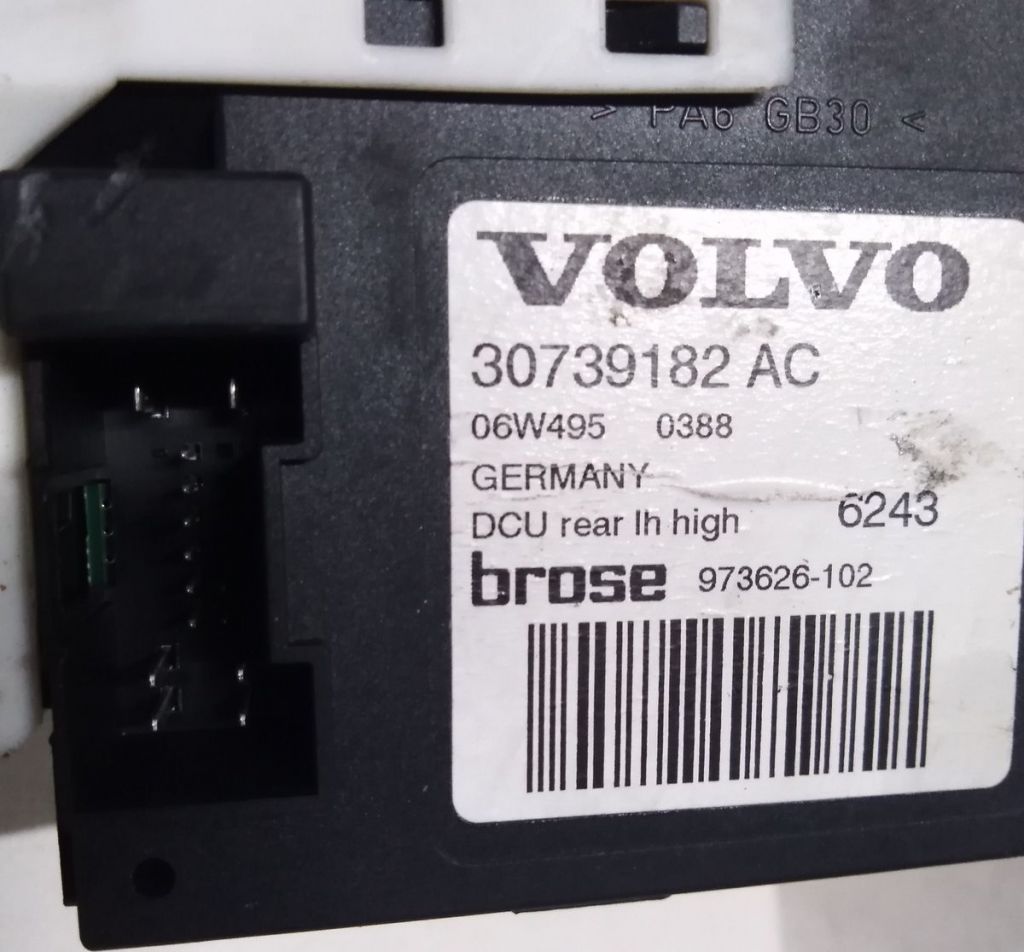 > PA6 GB30 <
VOLVO
30739182 AC
06W495 0388
GERMANY
DCU rear lh high 6243
brose 973626-102